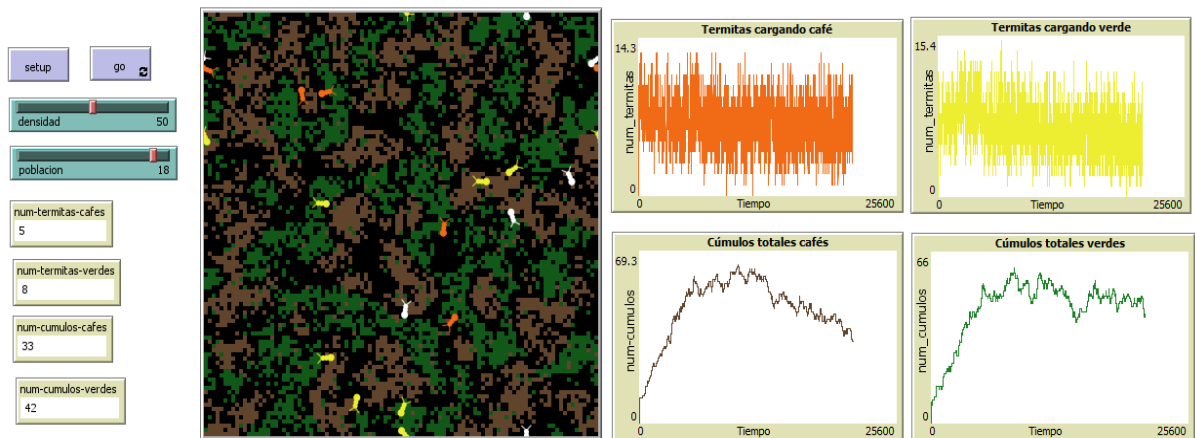 setup
go
densidad 50
poblacion 18
num-termitas-cafes
5
num-termitas-verdes
8
num-cumulos-cafes
33
num-cumulos-verdes
42
Termitas cargando café
14.3
num_termitas
0
0 Tiempo 25600
Termitas cargando verde
15.4
num_termitas
0
0 Tiempo 25600
Cúmulos totales cafés
69.3
num-cumulos
0
0 Tiempo 25600
Cúmulos totales verdes
66
num_cumulos
0
0 Tiempo 25600